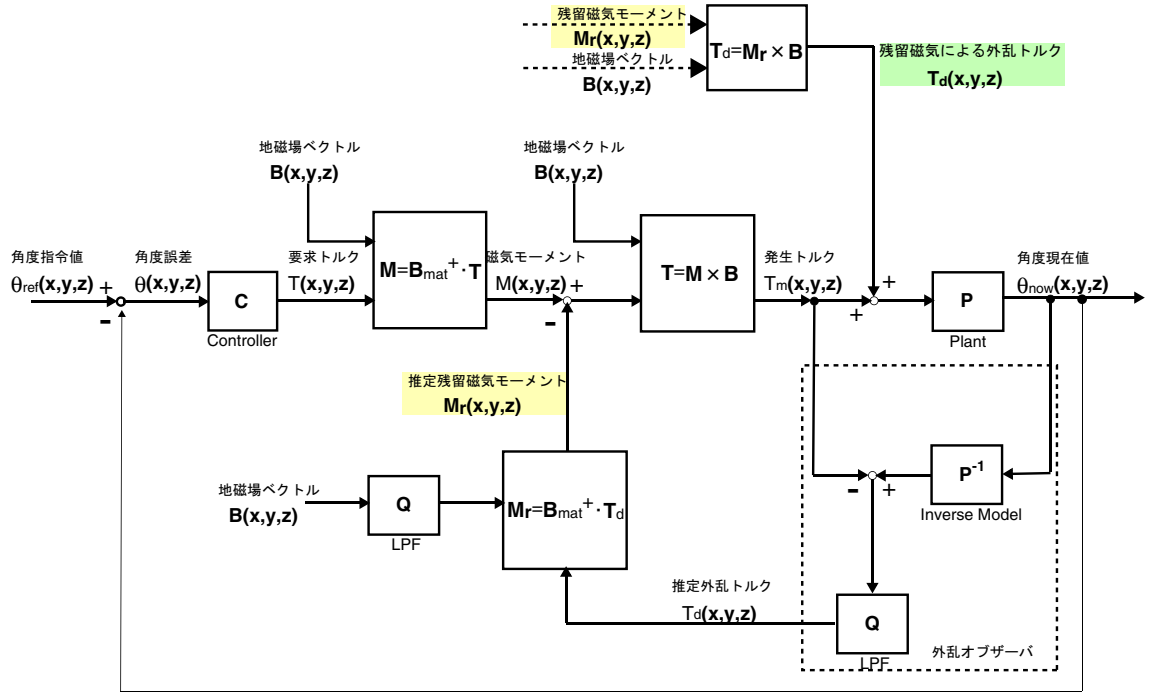 残留磁気モーメント
Mr(x,y,z)
地磁場ベクトル
B(x,y,z)
Td=Mr×B
残留磁気による外乱トルク
Td(x,y,z)
地磁場ベクトル
B(x,y,z)
地磁場ベクトル
B(x,y,z)
角度指令値
θref(x,y,z)
+
-
角度誤差
θ(x,y,z)
C
Controller
要求トルク
T(x,y,z)
M=Bmat+・T
磁気モーメント
M(x,y,z)
+
-
T=M×B
発生トルク
Tm(x,y,z)
+
+
P
Plant
角度現在値
θnow(x,y,z)
推定残留磁気モーメント
Mr(x,y,z)
地磁場ベクトル
B(x,y,z)
Q
LPF
Mr=Bmat+・Td
-
+
P-1
Inverse Model
推定外乱トルク
Td(x,y,z)
Q
LPF
外乱オブザーバ